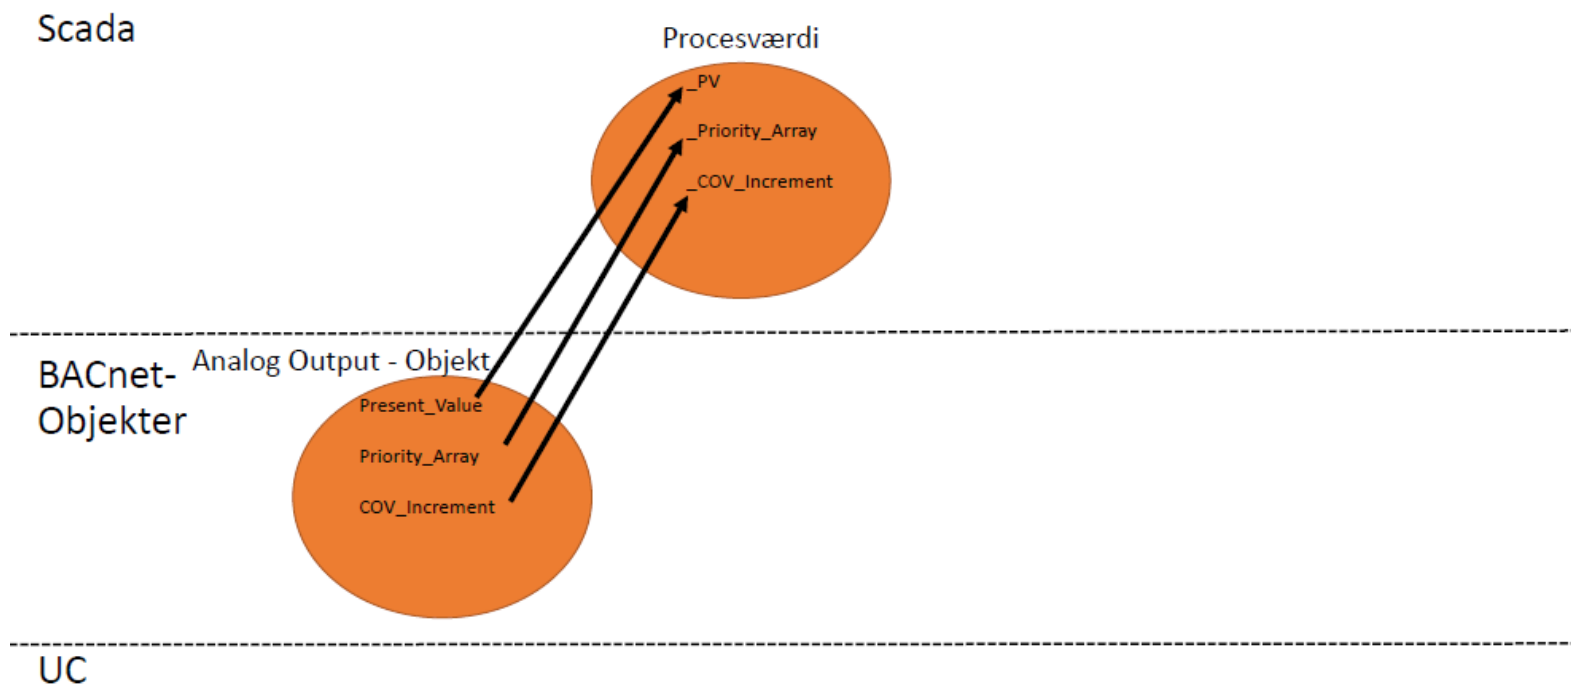 Scada
Procesværdi
_PV
_Priority_Array
_COV_Increment
BACnet-
Objekter
Analog Output - Objekt
Present_Value
Priority_Array
COV_Increment
UC